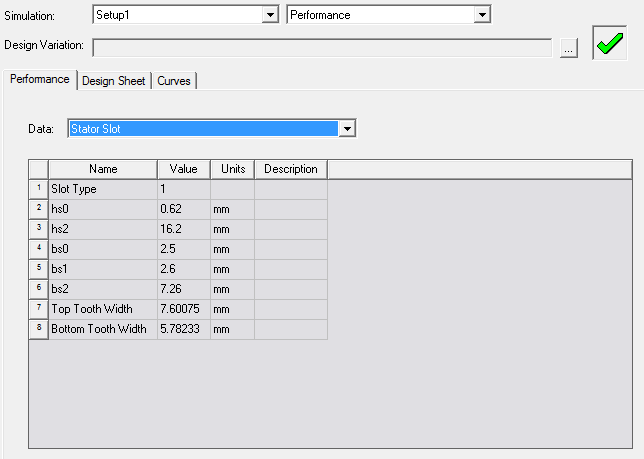 Simulation: Setup1 Performance
Design Variation: ...
Performance Design Sheet Curves
Data: Stator Slot
Name Value Units Description
1 Slot Type 1
2 hs0 0.62 mm
3 hs2 16.2 mm
4 bs0 2.5 mm
5 bs1 2.6 mm
6 bs2 7.26 mm
7 Top Tooth Width 7.60075 mm
8 Bottom Tooth Width 5.78233 mm